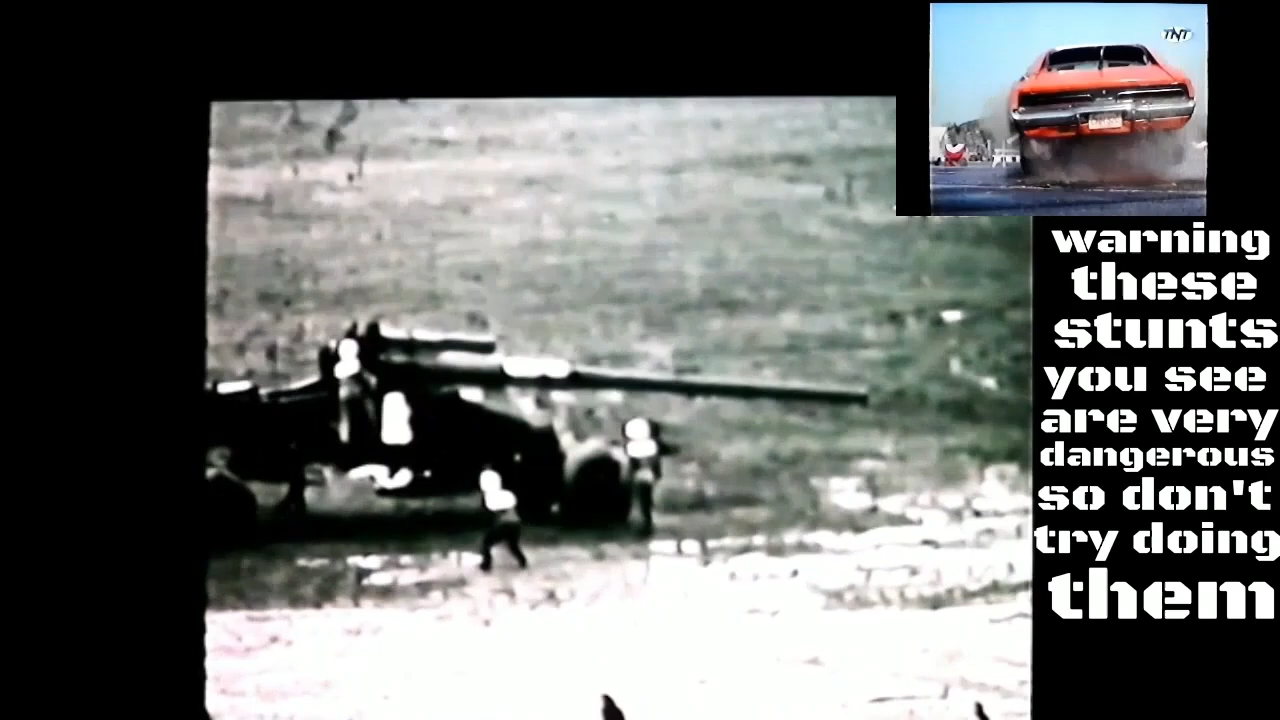 TNT
warning
these
stunts
you see
are very
dangerous
so don't
try doing
them